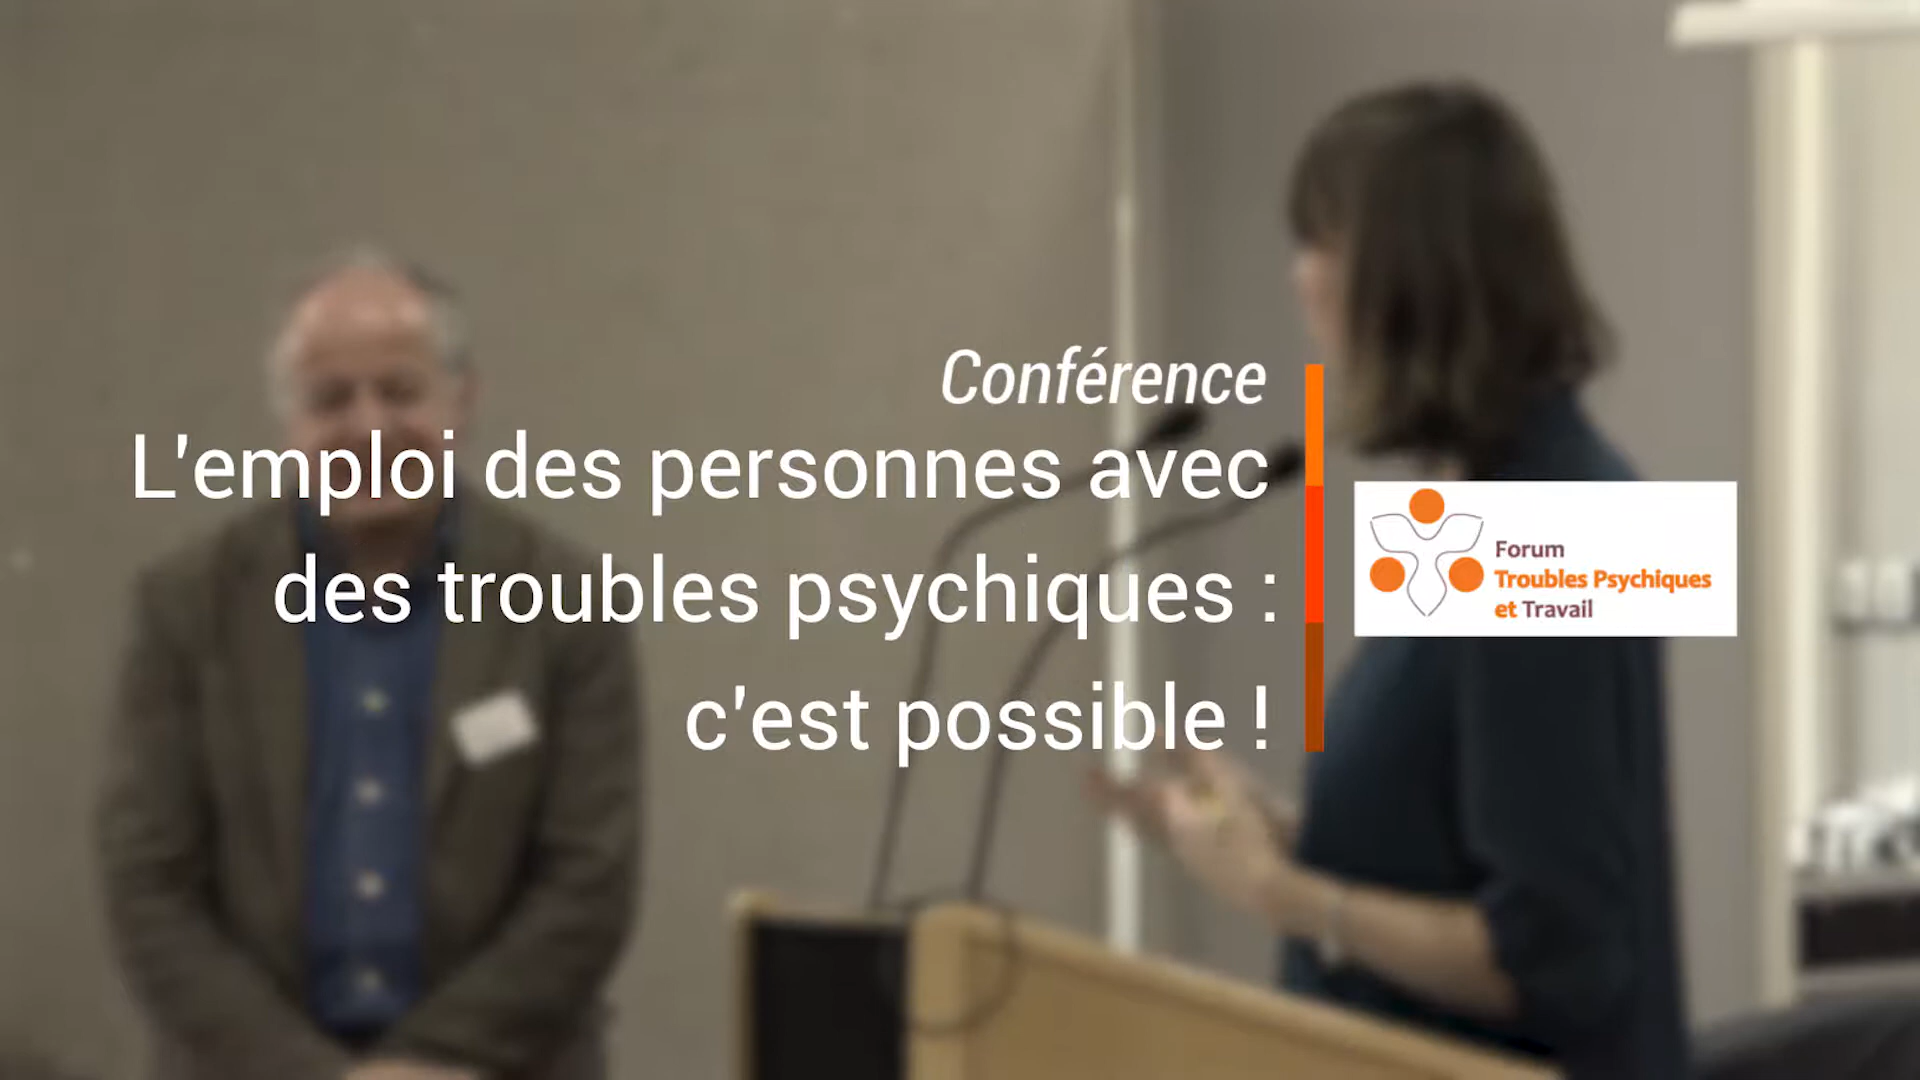 Conférence
L'emploi des personnes avec
des troubles psychiques :
c'est possible !
Forum
Troubles Psychiques
et Travail